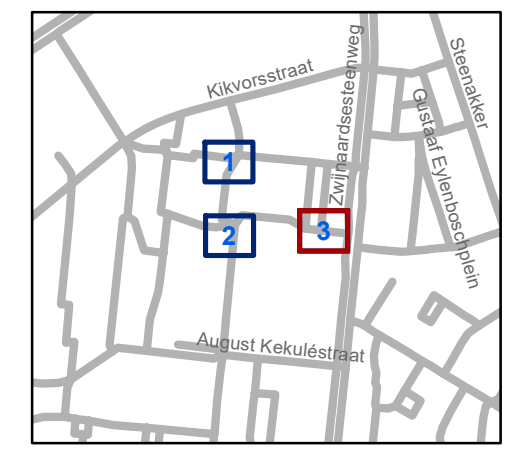 Kikvorsstraat
Zwijnaardsesteenweg
Steenakker
Gustaaf Eylenboschplein
1
2
3
August Kekuléstraat